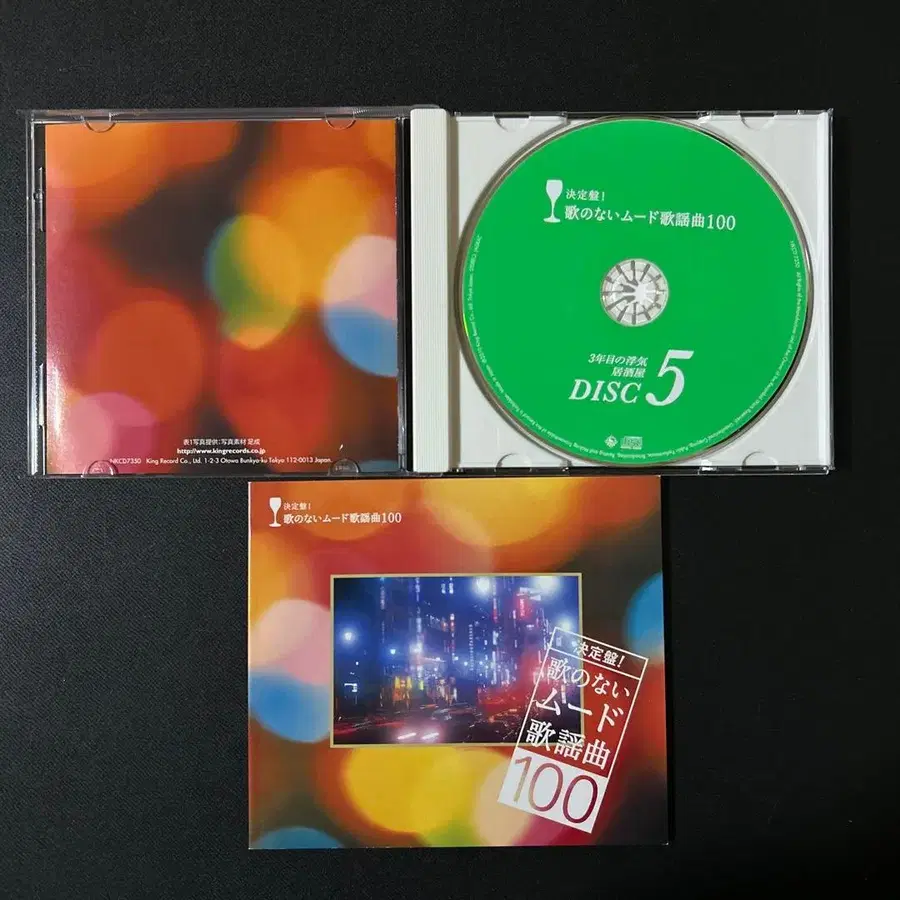 表1写真提供:写真素材 足成
http://www.kingrecords.co.jp
NKCD7350 King Record Co., Ltd. 1-2-3 Otowa Bunkyo-ku Tokyo 112-0013 Japan.
決定盤!
歌のないムード歌謡曲100
3年目の浮気
居酒屋
DISC 5
決定盤!
歌のないムード歌謡曲100
決定盤!
歌のない
ムード
歌謡曲
100